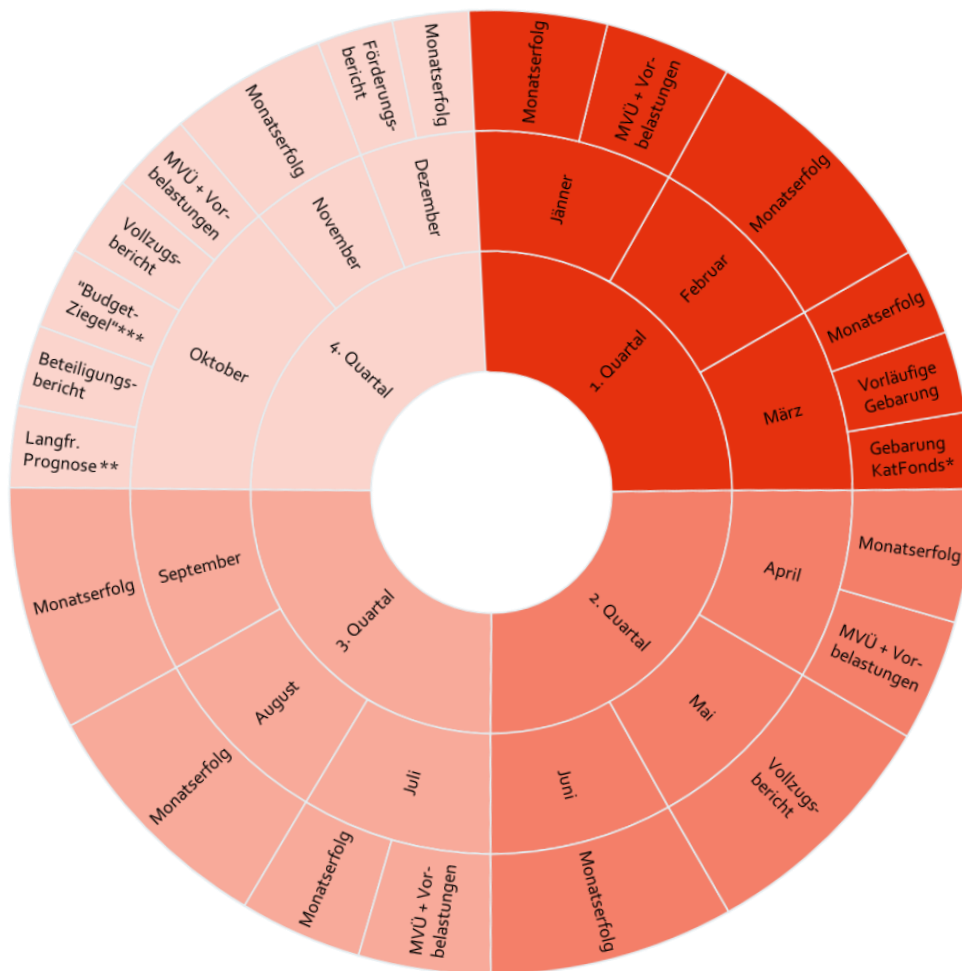 1. Quartal
Jänner
Monatserfolg
MVÜ + Vor-
belastungen
Februar
Monatserfolg
März
Monatserfolg
Vorläufige
Gebarung
Gebarung
KatFonds*
2. Quartal
April
Monatserfolg
MVÜ + Vor-
belastungen
Mai
Vollzugs-
bericht
Juni
Monatserfolg
3. Quartal
Juli
MVÜ + Vor-
belastungen
Monatserfolg
August
Monatserfolg
September
Monatserfolg
4. Quartal
Oktober
Langfr.
Prognose **
Beteiligungs-
bericht
"Budget-
Ziegel"***
Vollzugs-
bericht
MVÜ + Vor-
belastungen
November
Monatserfolg
Dezember
Förderungs-
bericht
Monatserfolg